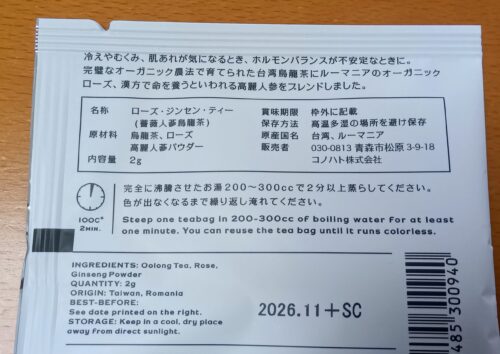 冷えやむくみ、肌あれが気になるとき、ホルモンバランスが不安定なときに。
完璧なオーガニック農法で育てられた台湾烏龍茶にルーマニアのオーガニック
ローズ、漢方で命を養うといわれる高麗人参をブレンドしました。
名称 ローズ・ジンセン・ティー
(薔薇人蔘烏龍茶)
原材料 烏龍茶、ローズ
高麗人蔘パウダー
内容量 2g
賞味期限 枠外に記載
保存方法 高温多湿の場所を避け保存
原産国名 台湾、ルーマニア
販売者 030-0813 青森市松原 3-9-18
コノハト株式会社
100C°
2MIN.
完全に沸騰させたお湯200~300ccで2分以上蒸らしてください。
色が出なくなるまで繰り返し淹れてください。
Steep one teabag in 200-300cc of boiling water for at least
one minute. You can reuse the tea bag until it runs colorless.
INGREDIENTS: Oolong Tea, Rose,
Ginseng Powder
QUANTITY: 2g
ORIGIN: Taiwan, Romania
BEST-BEFORE:
See date printed on the right.
STORAGE: Keep in a cool, dry place
away from direct sunlight.
2026.11+SC
485300940